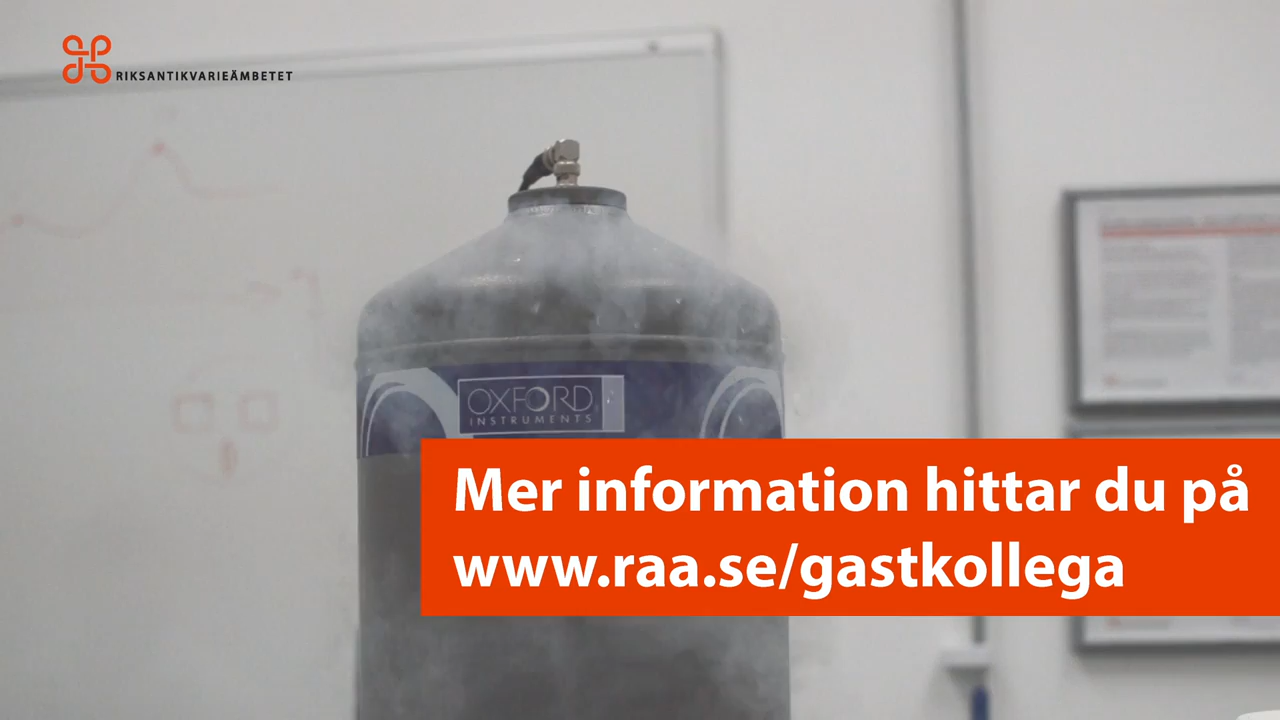 RIKSANTIKVARIEÄMBETET
OXFORD
INSTRUMENTS
Mer information hittar du på
www.raa.se/gastkollega